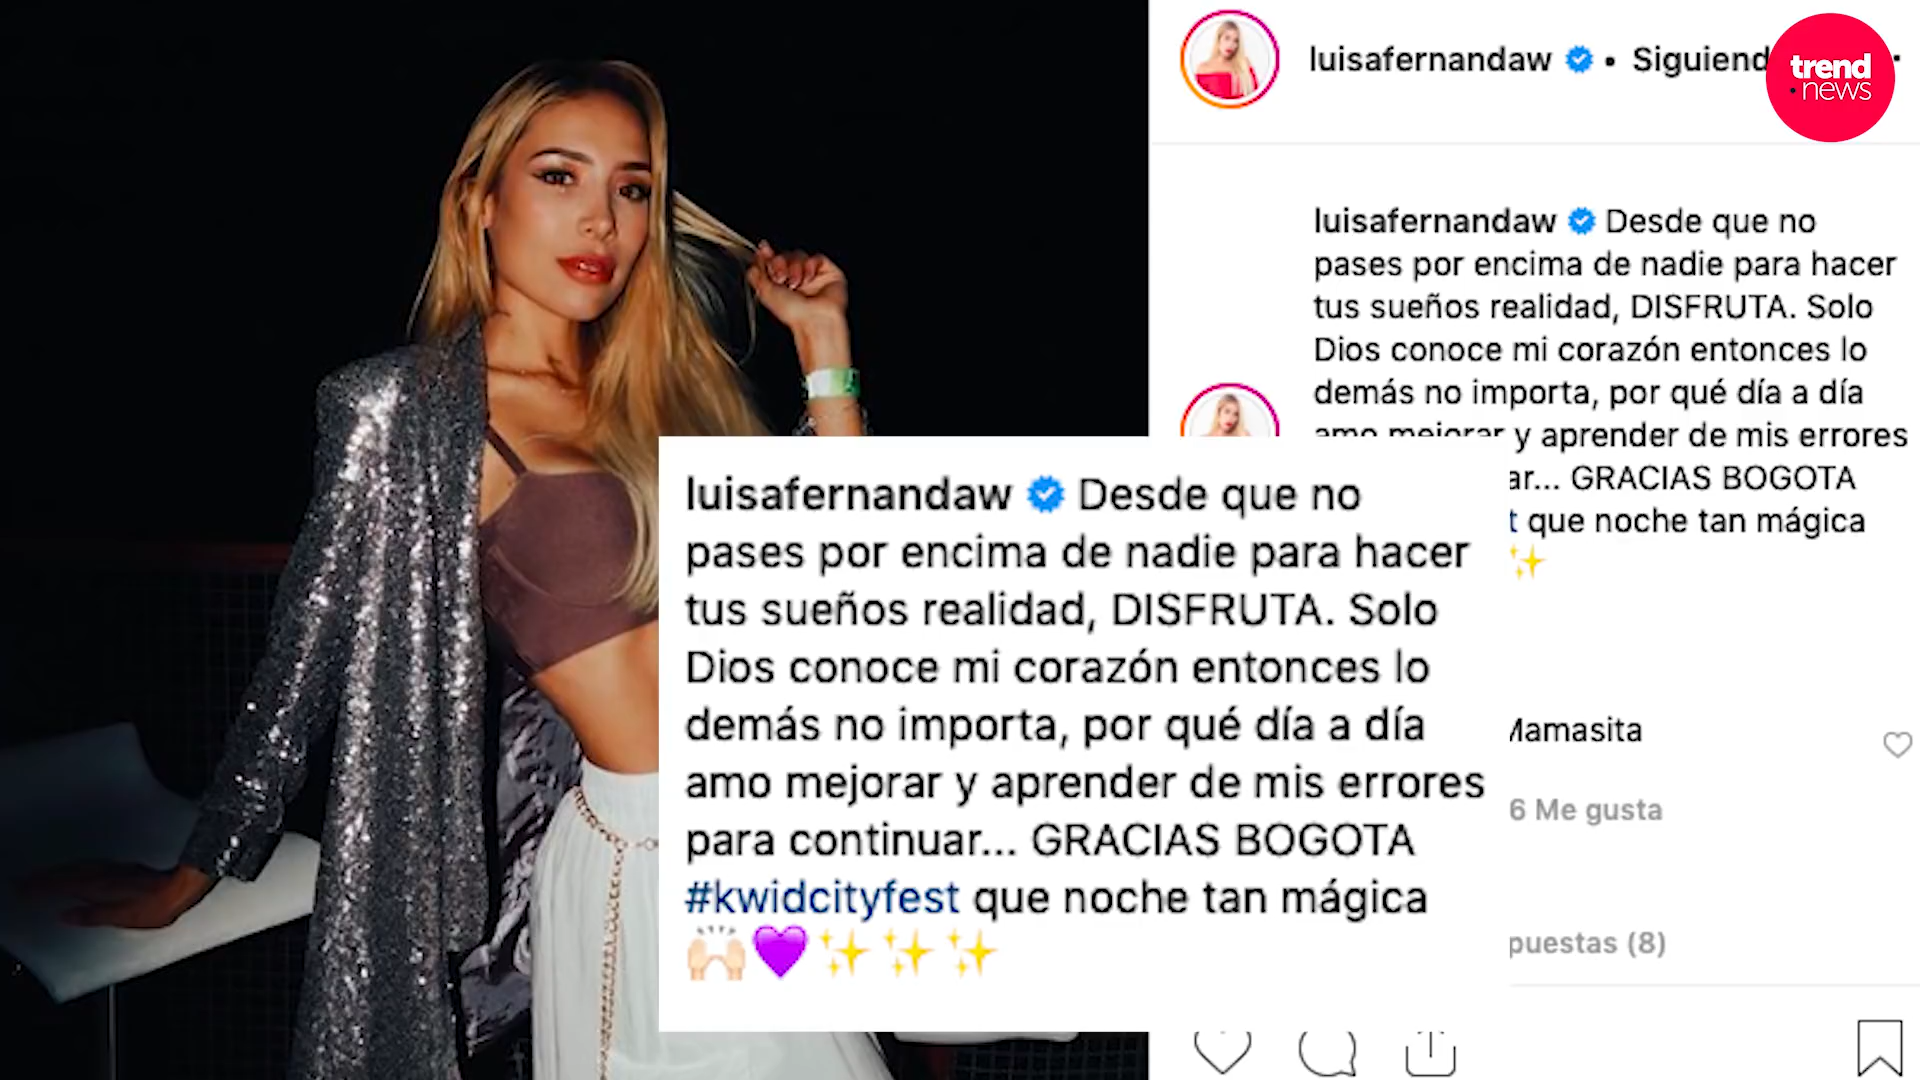 luisafernandaw • Siguiend
trend
news
luisafernandaw Desde que no
pases por encima de nadie para hacer
tus sueños realidad, DISFRUTA. Solo
Dios conoce mi corazón entonces lo
demás no importa, por qué día a día
amo mejorar y aprender de mis errores
ar... GRACIAS BOGOTA
t que noche tan mágica
✨
luisafernandaw Desde que no
pases por encima de nadie para hacer
tus sueños realidad, DISFRUTA. Solo
Dios conoce mi corazón entonces lo
demás no importa, por qué día a día
amo mejorar y aprender de mis errores
para continuar... GRACIAS BOGOTA
#kwidcityfest que noche tan mágica
🙌🏻💜✨✨✨
Mamasita
6 Me gusta
puestas (8)